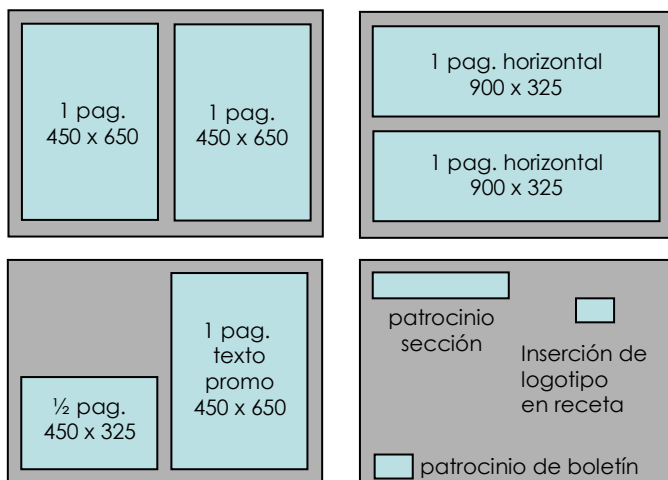 1 pag.
450 x 650
1 pag.
450 x 650
1 pag. horizontal
900 x 325
1 pag. horizontal
900 x 325
½ pag.
450 x 325
1 pag.
texto
promo
450 x 650
patrocinio
sección
Inserción de
logotipo
en receta
patrocinio de boletín